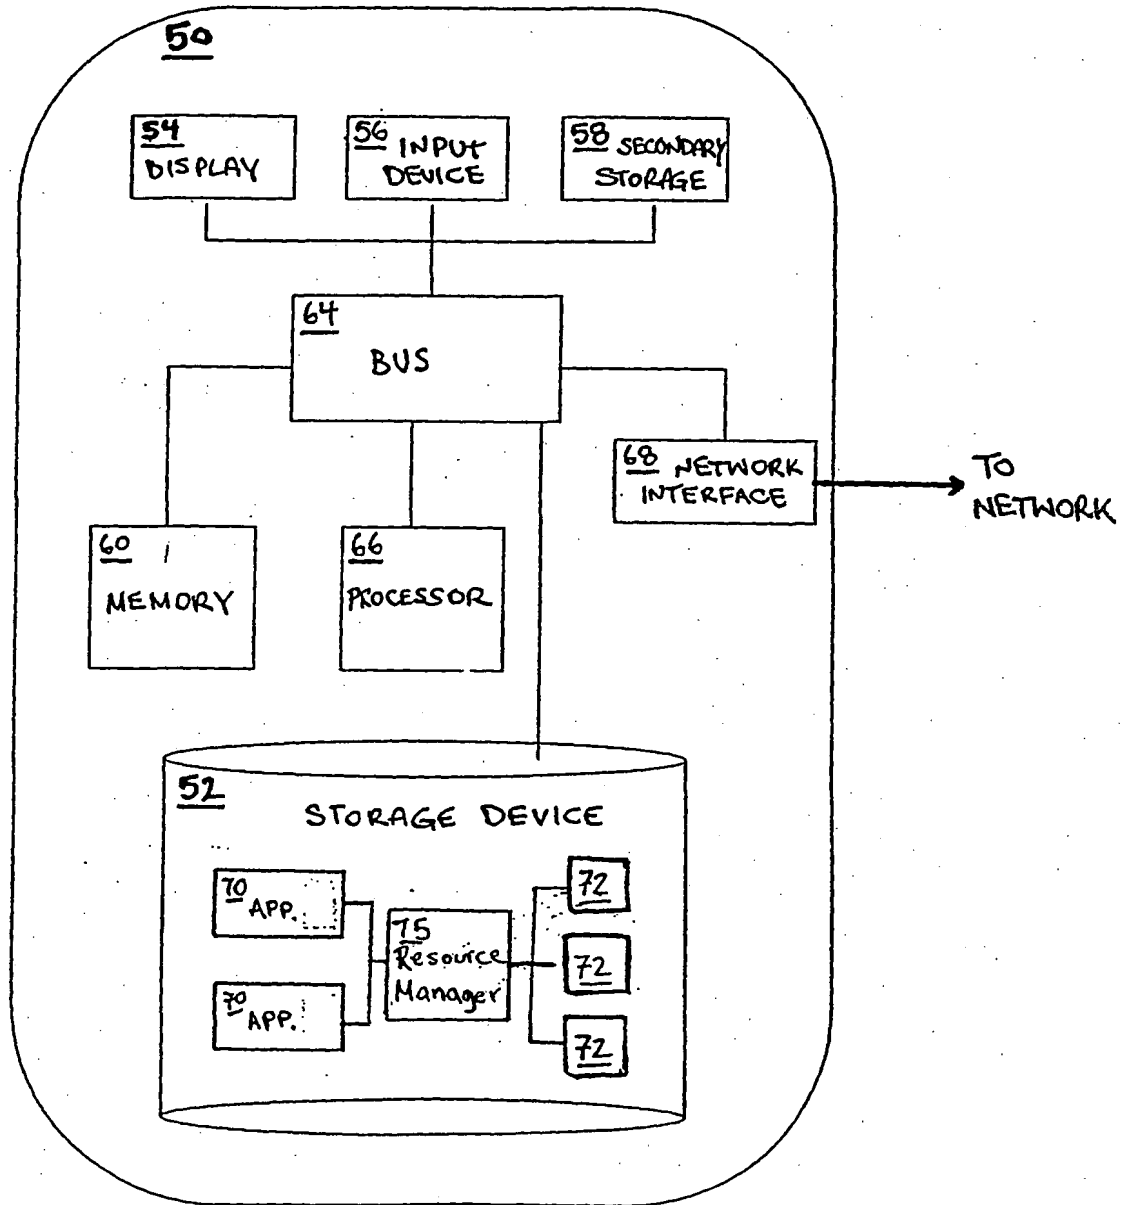 50
54
DISPLAY
56 INPUT
DEVICE
58 SECONDARY
STORAGE
64
BUS
68 NETWORK
INTERFACE
TO
NETWORK
60
MEMORY
66
PROCESSOR
52
STORAGE DEVICE
70
APP.
75
Resource
Manager
72
72
70
APP.
72